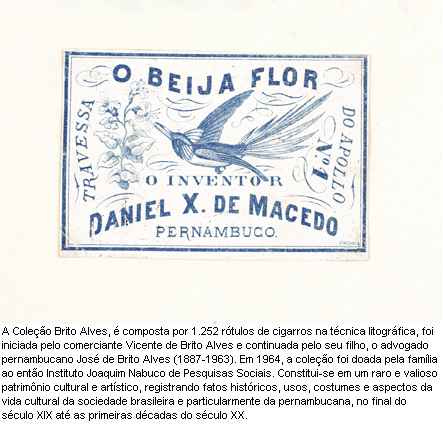 O BEIJA FLOR
TRAVESSA
DO APOLLO
Nº 1
O INVENTOR
DANIEL X. DE MACEDO
PERNAMBUCO.
A Coleção Brito Alves, é composta por 1.252 rótulos de cigarros na técnica litográfica, foi
iniciada pelo comerciante Vicente de Brito Alves e continuada pelo seu filho, o advogado
pernambucano José de Brito Alves (1887-1963). Em 1964, a coleção foi doada pela família
ao então Instituto Joaquim Nabuco de Pesquisas Sociais. Constitui-se em um raro e valioso
patrimônio cultural e artístico, registrando fatos históricos, usos, costumes e aspectos da
vida cultural da sociedade brasileira e particularmente da pernambucana, no final do
século XIX até as primeiras décadas do século XX.